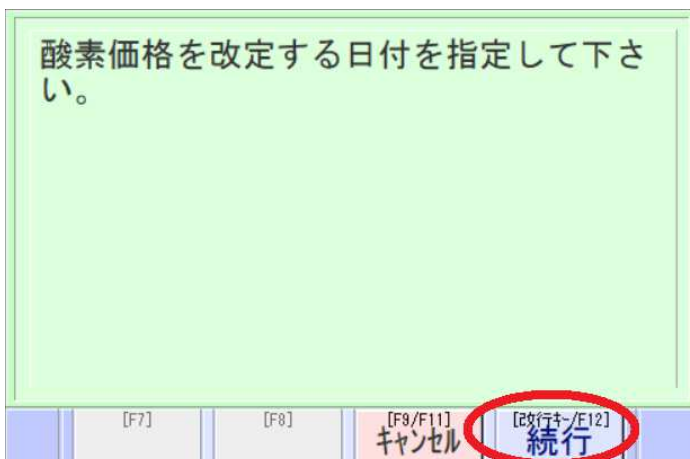 酸素価格を改定する日付を指定して下さ
い。
[F7]
[F8]
[F9/F11]
キャンセル
[改行キー/F12]
続行